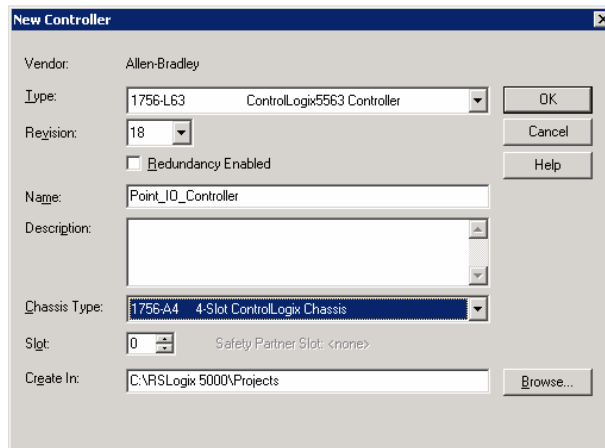 New Controller
Vendor: Allen-Bradley
Type: 1756-L63 ControlLogix5563 Controller OK
Revision: 18 Cancel
Redundancy Enabled Help
Name: Point_IO_Controller
Description:
Chassis Type: 1756-A4 4-Slot ControlLogix Chassis
Slot: 0 Safety Partner Slot: <none>
Create In: C:\RSLogix 5000\Projects Browse...